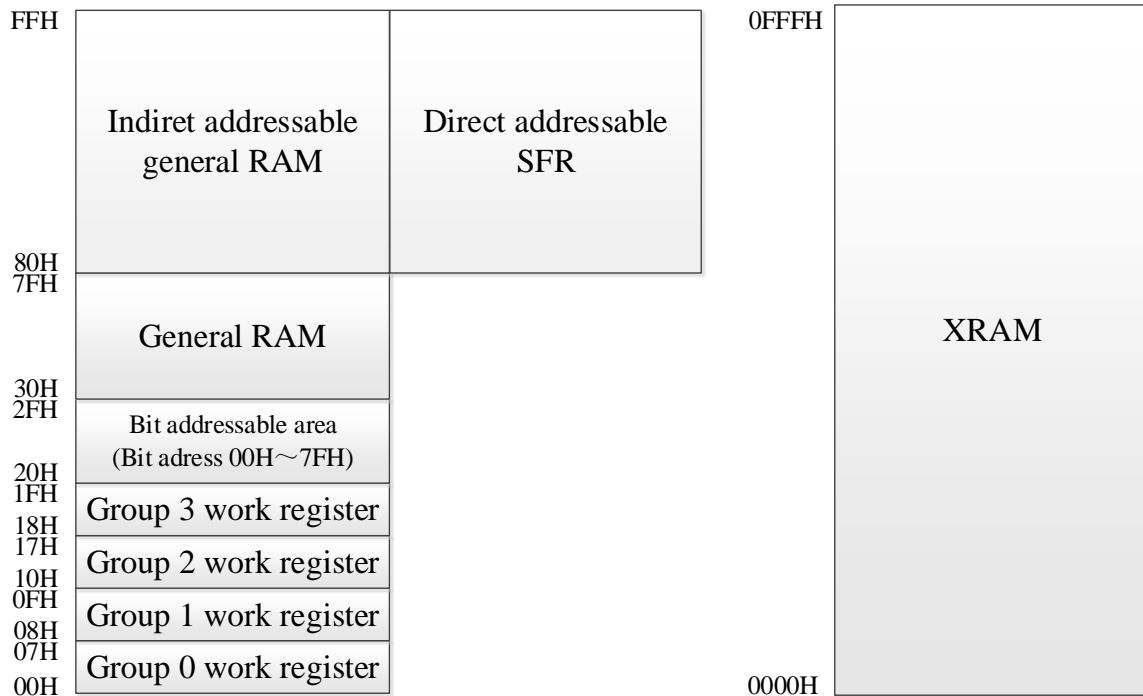 FFH
Indiret addressable
general RAM
Direct addressable
SFR
80H
7FH
General RAM
30H
2FH
Bit addressable area
(Bit adress 00H～7FH)
20H
1FH
Group 3 work register
18H
17H
Group 2 work register
10H
0FH
Group 1 work register
08H
07H
Group 0 work register
00H
0FFFH
XRAM
0000H